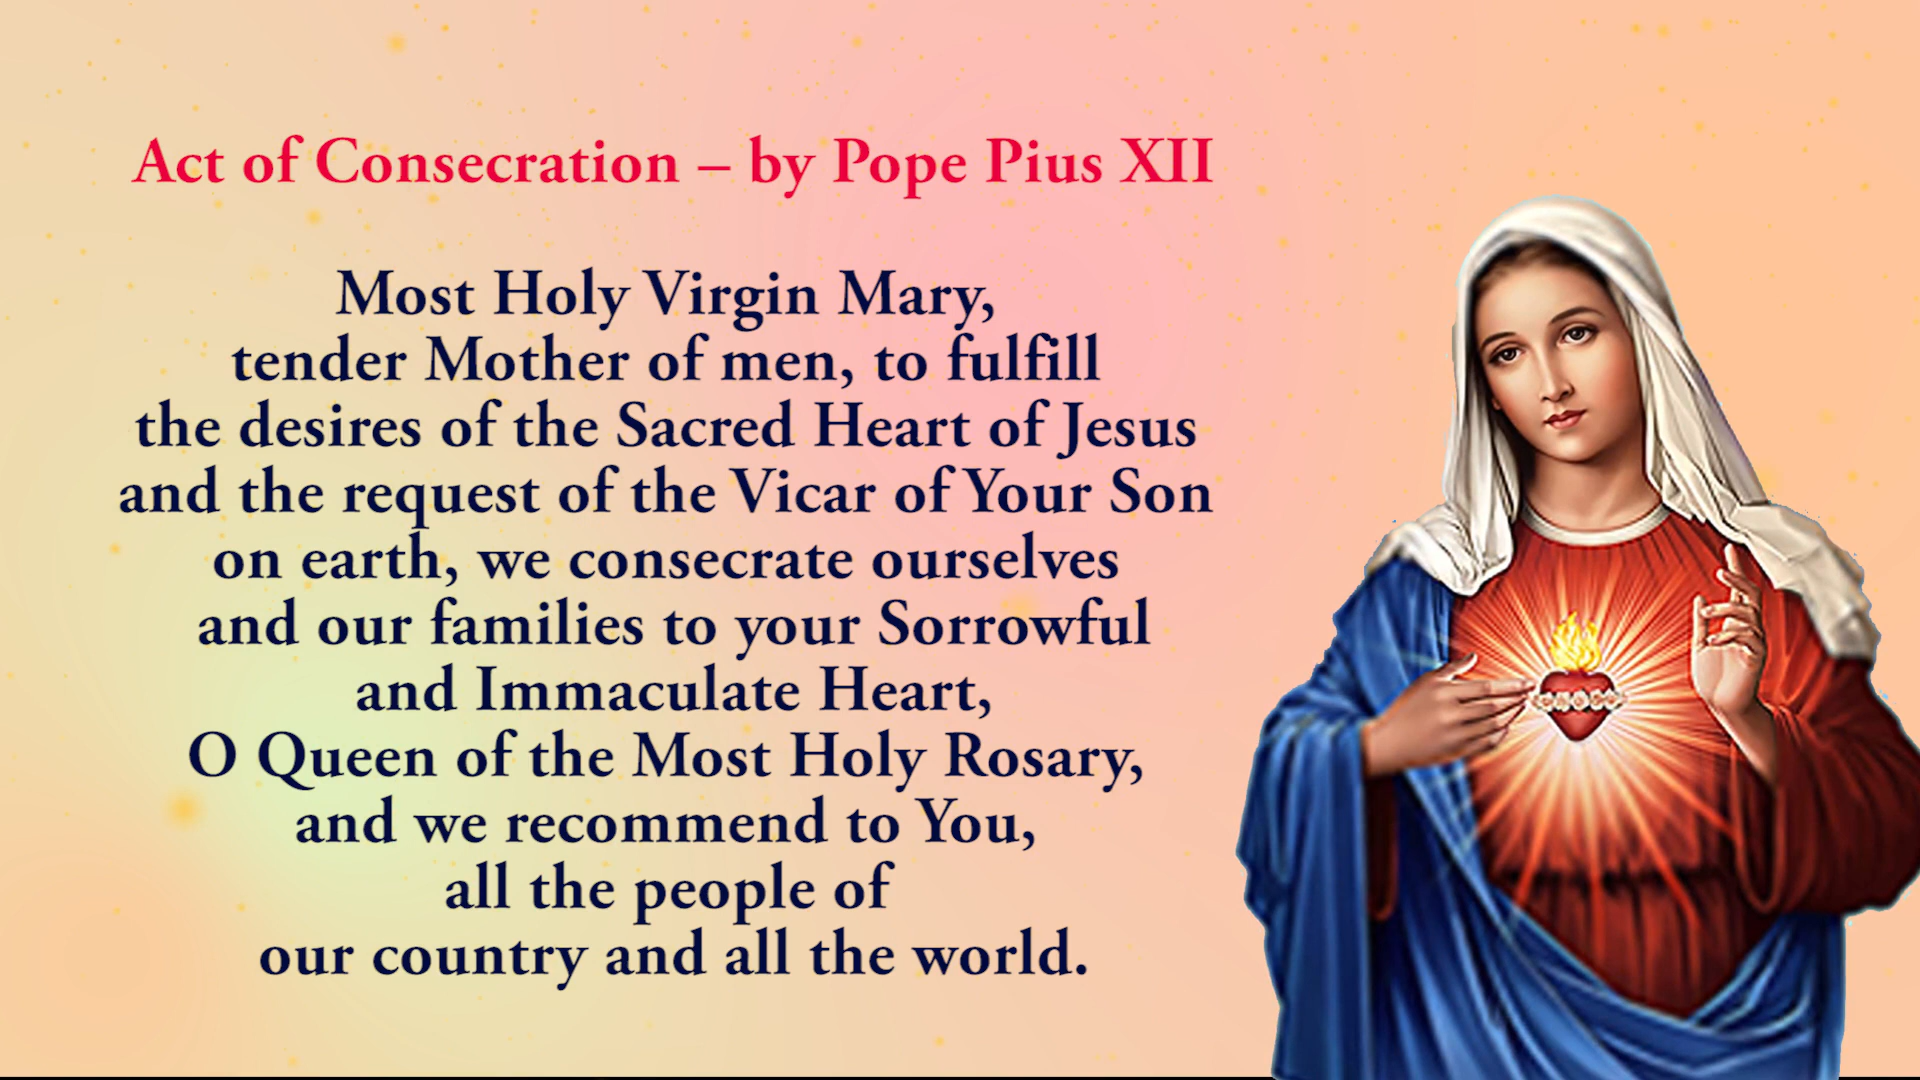 Act of Consecration – by Pope Pius XII
Most Holy Virgin Mary,
tender Mother of men, to fulfill
the desires of the Sacred Heart of Jesus
and the request of the Vicar of Your Son
on earth, we consecrate ourselves
and our families to your Sorrowful
and Immaculate Heart,
O Queen of the Most Holy Rosary,
and we recommend to You,
all the people of
our country and all the world.